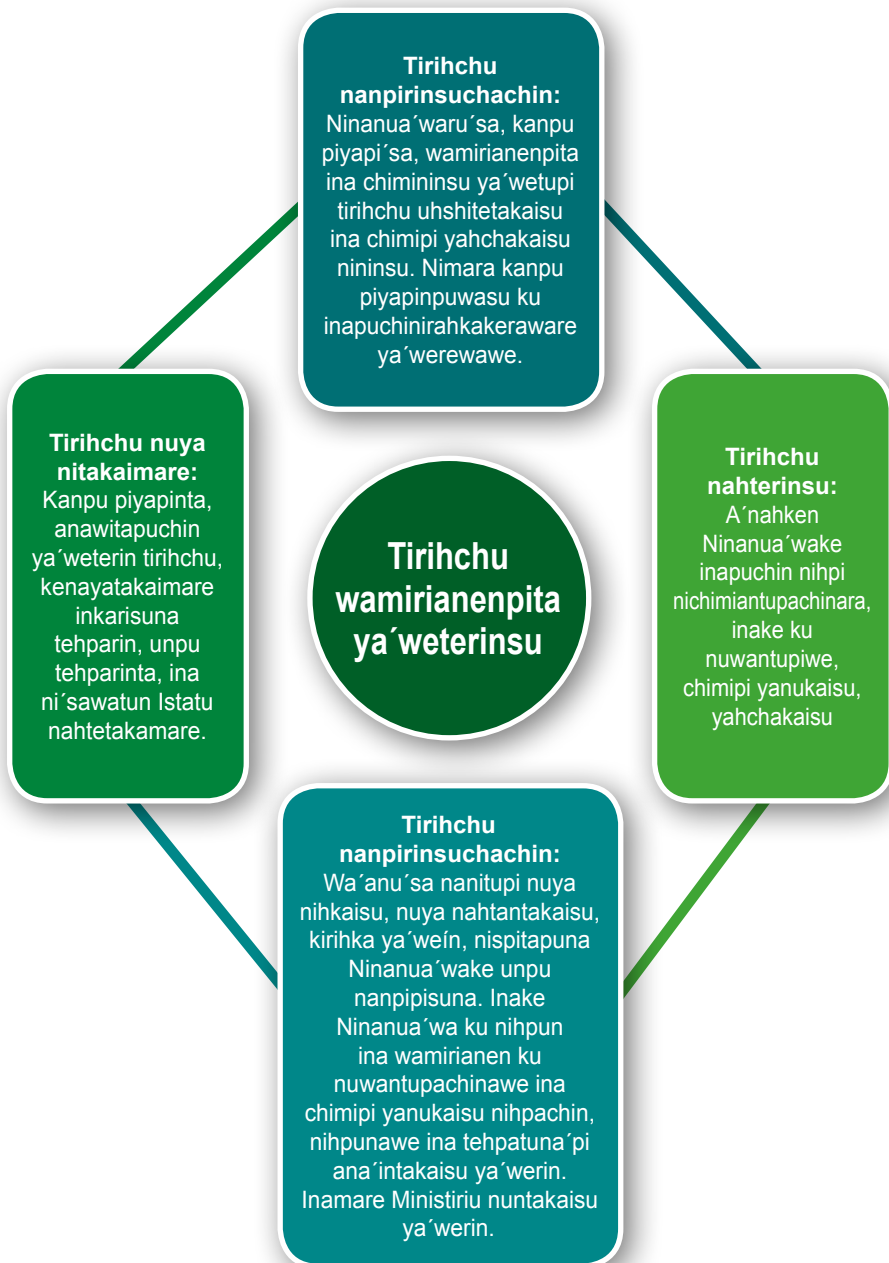 Tirihchu
nanpirinsuchachin:
Ninanua´waru´sa, kanpu
piyapi´sa, wamirianenpita
ina chimininsu ya´wetupi
tirihchu uhshitetakaisu
ina chimipi yahchakaisu
nininsu. Nimara kanpu
piyapinpuwasu ku
inapuchinirahkakeraware
ya´werewawe.
Tirihchu nuya
nitakaimare:
Kanpu piyapinta,
anawitapuchin
ya´weterin tirihchu,
kenayatakaimare
inkarisuna
tehparin, unpu
tehparinta, ina
ni´sawatun Istatu
nahtetakamare.
Tirihchu
wamirianenpita
ya´weterinsu
Tirihchu
nahterinsu:
A´nahken
Ninanua´wake
inapuchin nihpi
nichimiantupachinara,
inake ku
nuwantupiwe,
chimipi yanukaisu,
yahchakaisu
Tirihchu
nanpirinsuchachin:
Wa´anu´sa nanitupi nuya
nihkaisu, nuya nahtantakaisu,
kirihka ya´weín, nispitapuna
Ninanua´wake unpu
nanpipisuna. Inake
Ninanua´wa ku nihpun
ina wamirianen ku
nuwantupachinawe ina
chimipi yanukaisu nihpachin,
nihpunawe ina tehpatuna´pi
ana´intakaisu ya´werin.
Inamare Ministiriu nuntakaisu
ya´werin.